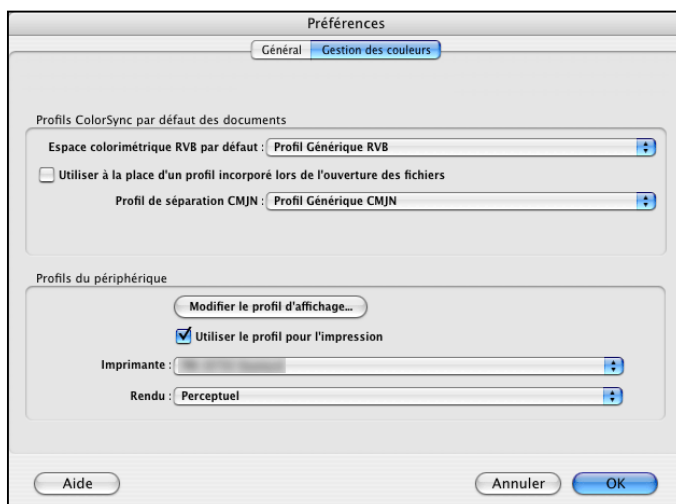 Préférences
Général Gestion des couleurs
Profils ColorSync par défaut des documents
Espace colorimétrique RVB par défaut : Profil Générique RVB
Utiliser à la place d'un profil incorporé lors de l'ouverture des fichiers
Profil de séparation CMJN : Profil Générique CMJN
Profils du périphérique
Modifier le profil d'affichage...
Utiliser le profil pour l'impression
Imprimante :
Rendu : Perceptuel
Aide Annuler OK